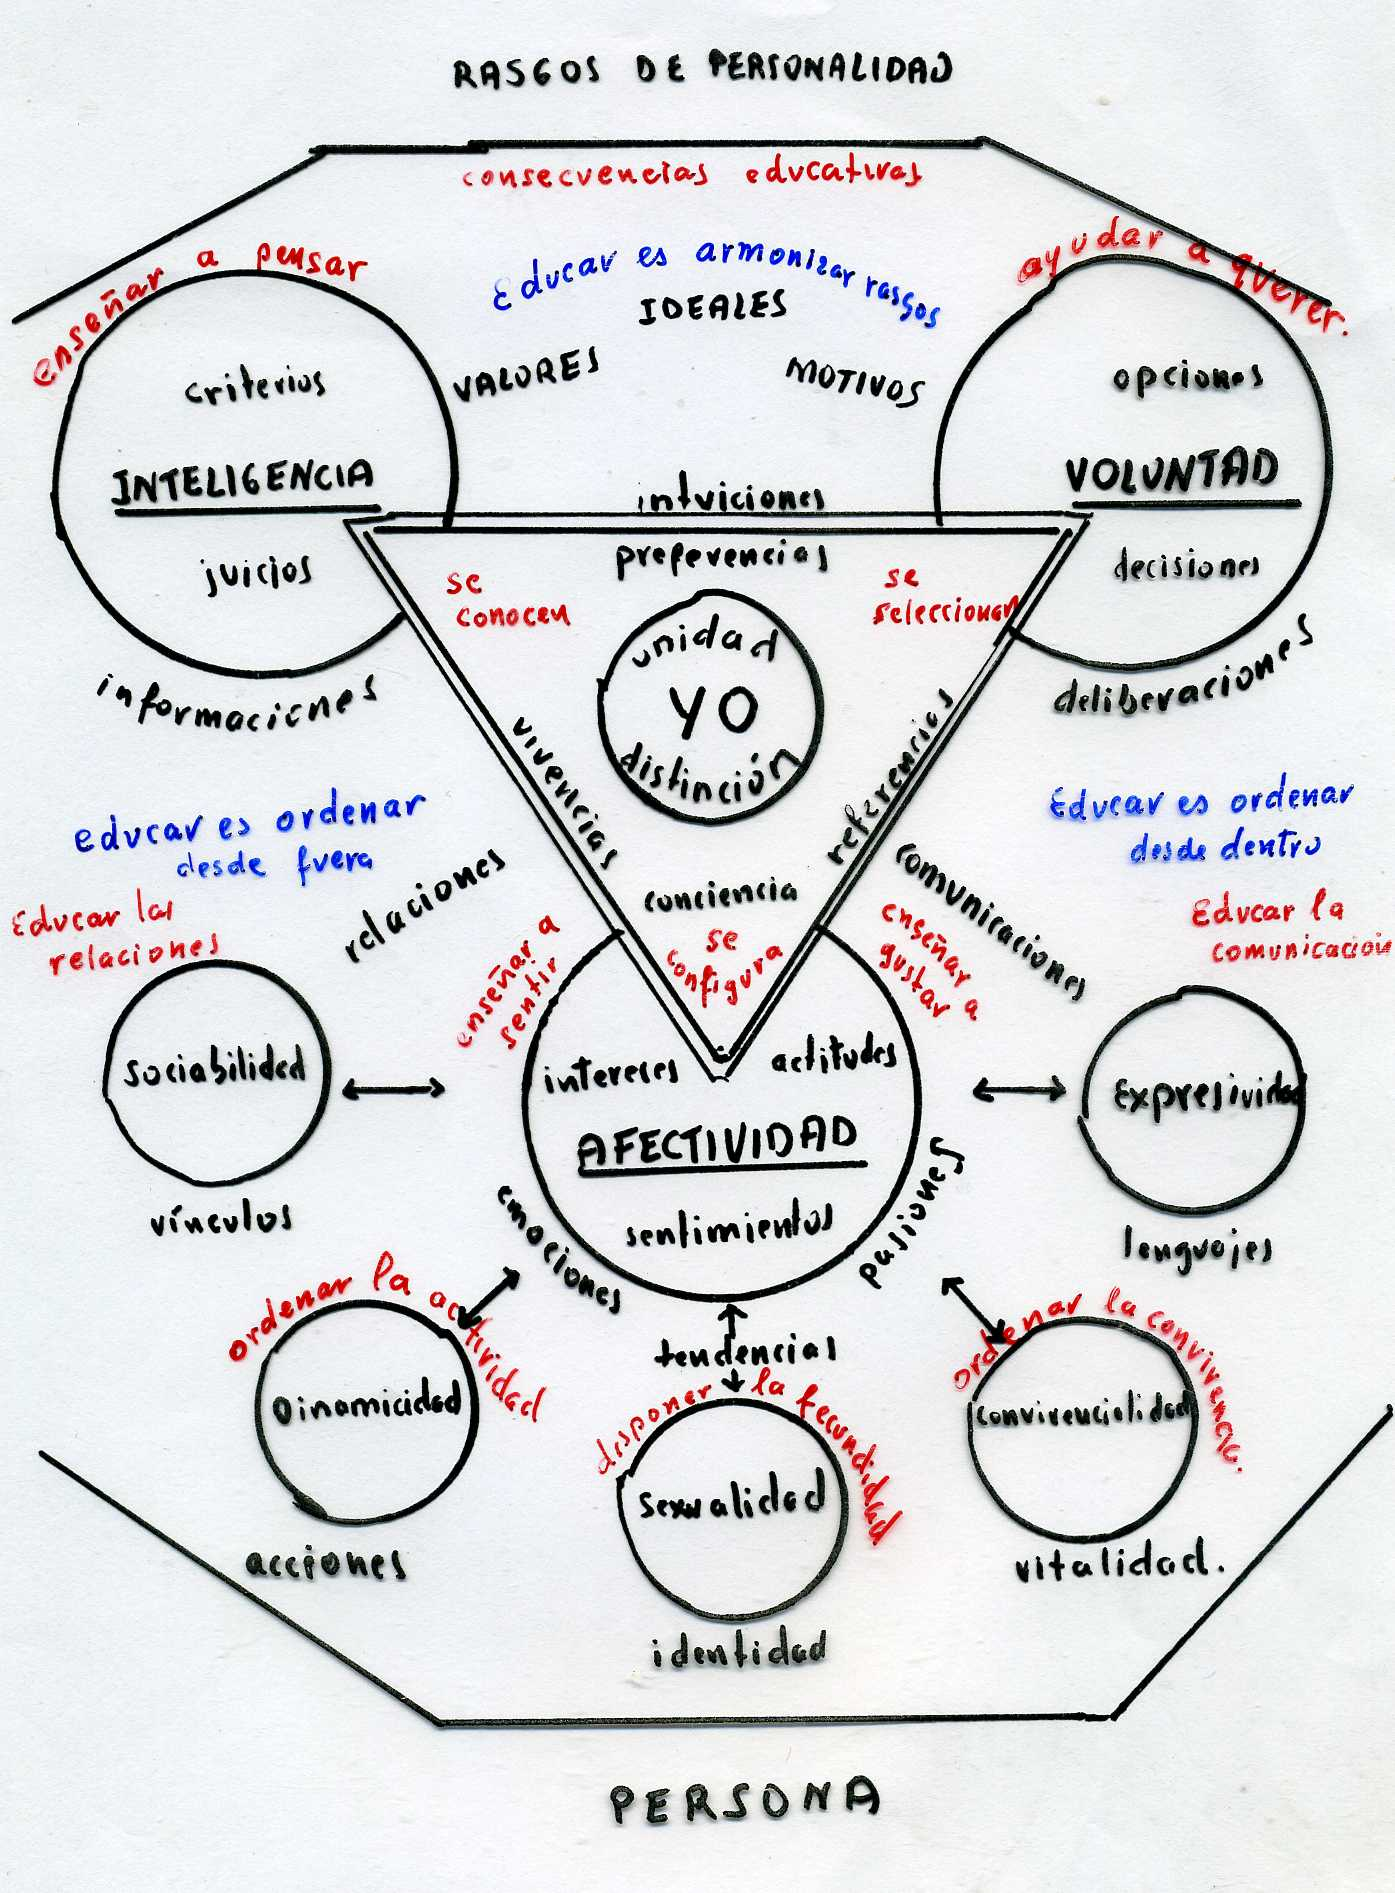 RASGOS DE PERSONALIDAD
consecuencias educativas
enseñar a pensar
Educar es armonizar rasgos
ayudar a querer.
IDEALES
VALORES
MOTIVOS
criterios
INTELIGENCIA
juicios
informaciones
opciones
VOLUNTAD
decisiones
deliberaciones
intuiciones
preferencias
se
conocen
se
seleccionan
unidad
YO
distinción
vivencias
referencias
conciencia
se
configura
educar es ordenar
desde fuera
Educar es ordenar
desde dentro
Educar las
relaciones
relaciones
comunicaciones
Educar la
comunicación
enseñar a
sentir
enseñar a
gustar
sociabilidad
vínculos
intereses
actitudes
AFECTIVIDAD
sentimientos
emociones
pasiones
Expresividad
lenguajes
ordenar la actividad
Dinamicidad
acciones
tendencias
disponer la fecundidad
sexualidad
identidad
ordenar la convivencia.
convivencialidad
vitalidad.
PERSONA